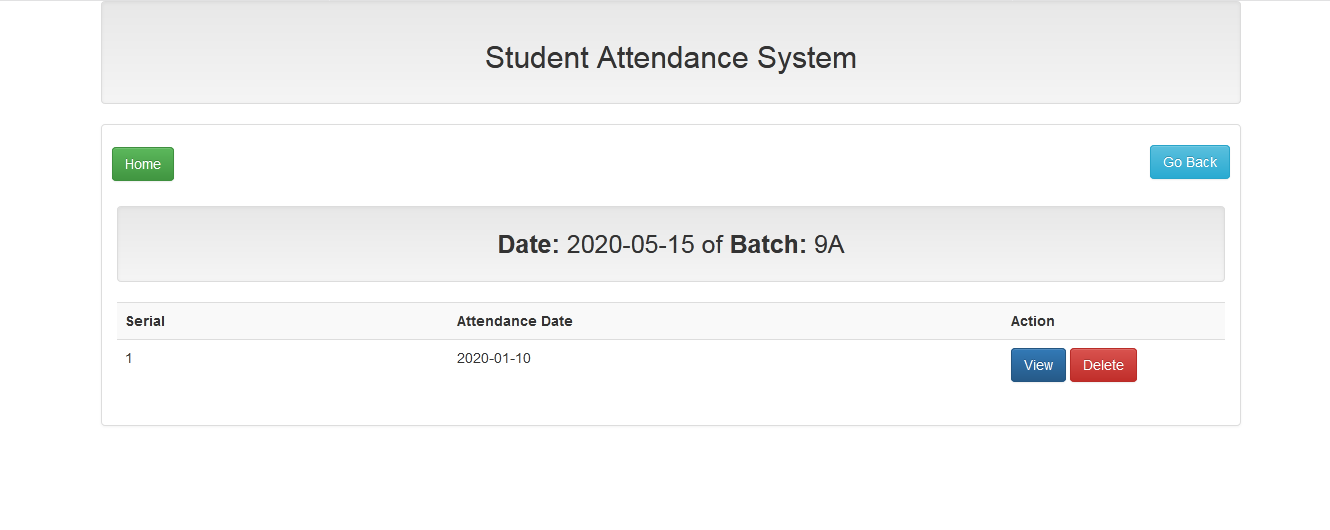 Student Attendance System
Home
Go Back
Date: 2020-05-15 of Batch: 9A
Serial Attendance Date Action
1 2020-01-10 View Delete